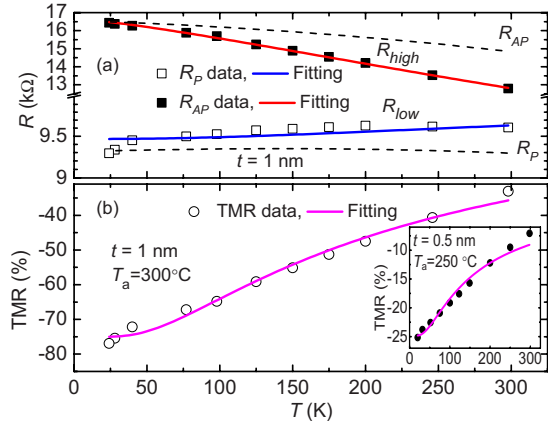 17
16
15
14
13
R_AP
R_high
(a)
R_P data, Fitting
R_AP data, Fitting
R_low
R (kΩ)
9.5
9
R_P
t = 1 nm
(b)
TMR data, Fitting
-40
-50
-60
-70
-80
TMR (%)
t = 1 nm
T_a=300°C
t = 0.5 nm
T_a=250 °C
-10
-15
-20
-25
TMR (%)
0 100 200 300
0 50 100 150 200 250 300
T (K)